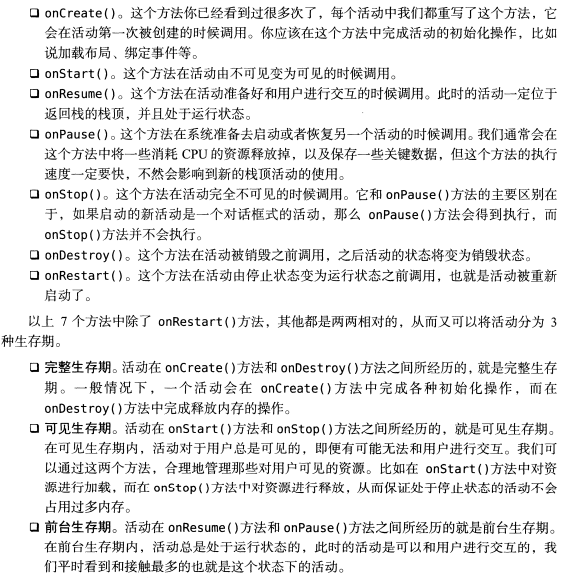 ❑ onCreate()。这个方法你已经看到过很多次了，每个活动中我们都重写了这个方法，它
会在活动第一次被创建的时候调用。你应该在这个方法中完成活动的初始化操作，比如
说加载布局、绑定事件等。
❑ onStart()。这个方法在活动由不可见变为可见的时候调用。
❑ onResume()。这个方法在活动准备好和用户进行交互的时候调用。此时的活动一定位于
返回栈的栈顶，并且处于运行状态。
❑ onPause()。这个方法在系统准备去启动或者恢复另一个活动的时候调用。我们通常会在
这个方法中将一些消耗 CPU 的资源释放掉，以及保存一些关键数据，但这个方法的执行
速度一定要快，不然会影响到新的栈顶活动的使用。
❑ onStop()。这个方法在活动完全不可见的时候调用。它和 onPause()方法的主要区别在
于，如果启动的新活动是一个对话框式的活动，那么 onPause()方法会得到执行，而
onStop()方法并不会执行。
❑ onDestroy()。这个方法在活动被销毁之前调用，之后活动的状态将变为销毁状态。
❑ onRestart()。这个方法在活动由停止状态变为运行状态之前调用，也就是活动被重新
启动了。
以上 7 个方法中除了 onRestart()方法，其他都是两两相对的，从而又可以将活动分为 3
种生存期。
❑ 完整生存期。活动在 onCreate()方法和 onDestroy()方法之间所经历的，就是完整生存
期。一般情况下，一个活动会在 onCreate()方法中完成各种初始化操作，而在
onDestroy()方法中完成释放内存的操作。
❑ 可见生存期。活动在 onStart()方法和 onStop()方法之间所经历的，就是可见生存期。
在可见生存期内，活动对于用户总是可见的，即便有可能无法和用户进行交互。我们可
以通过这两个方法，合理地管理那些对用户可见的资源。比如在 onStart()方法中对资
源进行加载，而在 onStop()方法中对资源进行释放，从而保证处于停止状态的活动不会
占用过多内存。
❑ 前台生存期。活动在 onResume()方法和 onPause()方法之间所经历的就是前台生存期。
在前台生存期内，活动总是处于运行状态的，此时的活动是可以和用户进行交互的，我
们平时看到和接触最多的也就是这个状态下的活动。